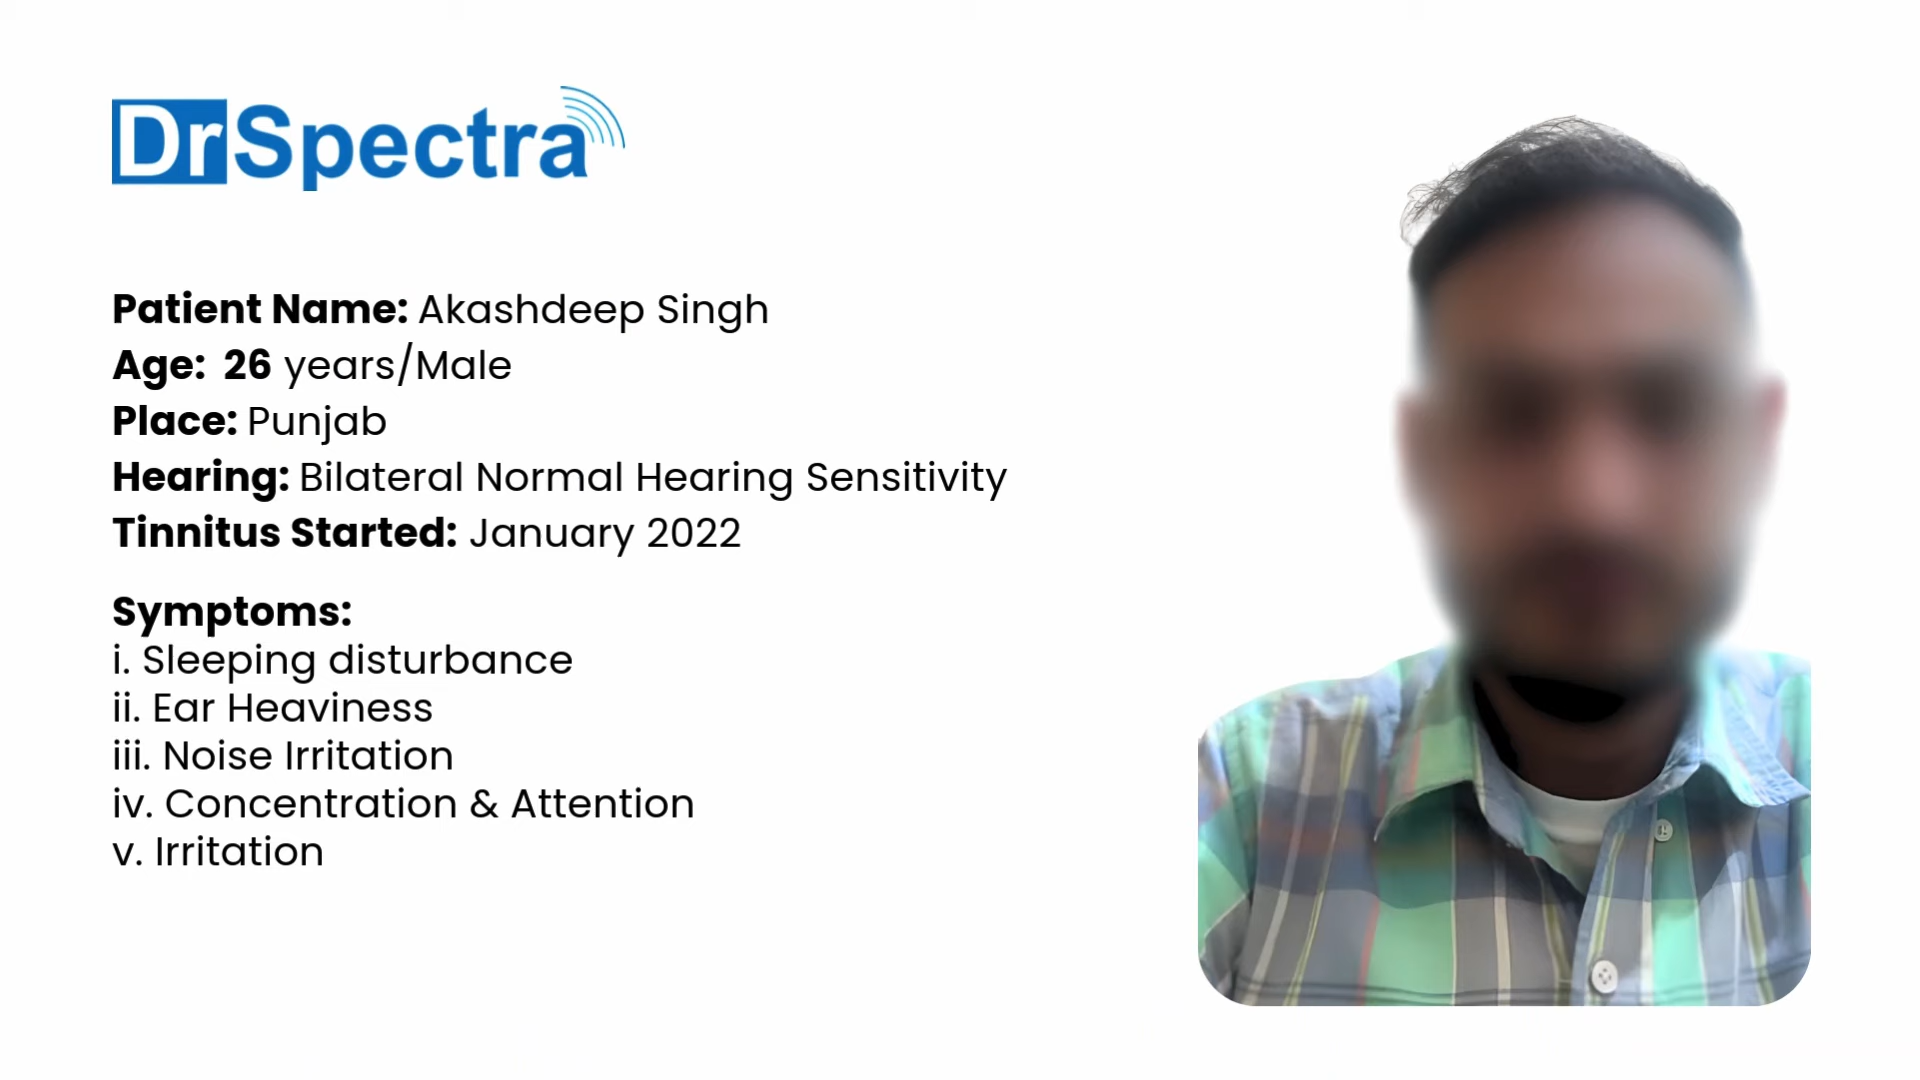 DrSpectra
Patient Name: Akashdeep Singh
Age: 26 years/Male
Place: Punjab
Hearing: Bilateral Normal Hearing Sensitivity
Tinnitus Started: January 2022
Symptoms:
i. Sleeping disturbance
ii. Ear Heaviness
iii. Noise Irritation
iv. Concentration & Attention
v. Irritation